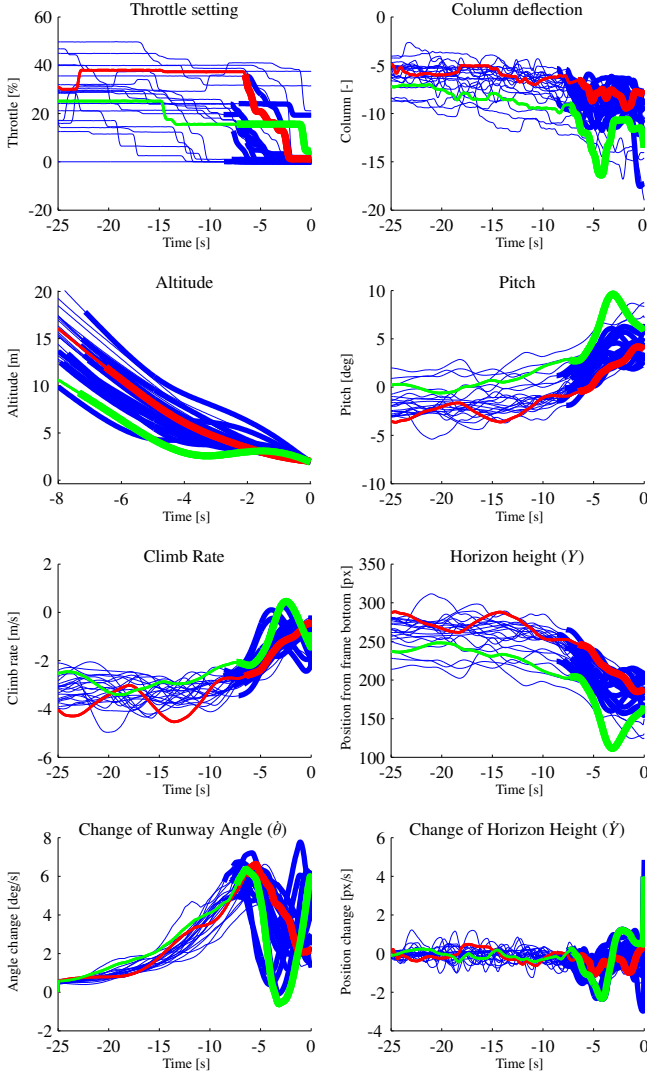 Throttle setting
60
40
20
0
-20
Throttle [%]
-25 -20 -15 -10 -5 0
Time [s]
Column deflection
0
-5
-10
-15
-20
Column [-]
-25 -20 -15 -10 -5 0
Time [s]
Altitude
20
15
10
5
0
Altitude [m]
-8 -6 -4 -2 0
Time [s]
Pitch
10
5
0
-5
-10
Pitch [deg]
-25 -20 -15 -10 -5 0
Time [s]
Climb Rate
2
0
-2
-4
-6
Climb rate [m/s]
-25 -20 -15 -10 -5 0
Time [s]
Horizon height (Y)
350
300
250
200
150
100
Position from frame bottom [px]
-25 -20 -15 -10 -5 0
Time [s]
Change of Runway Angle (θ̇)
8
6
4
2
0
-2
Angle change [deg/s]
-25 -20 -15 -10 -5 0
Time [s]
Change of Horizon Height (Ẏ)
6
4
2
0
-2
-4
Position change [px/s]
-25 -20 -15 -10 -5 0
Time [s]